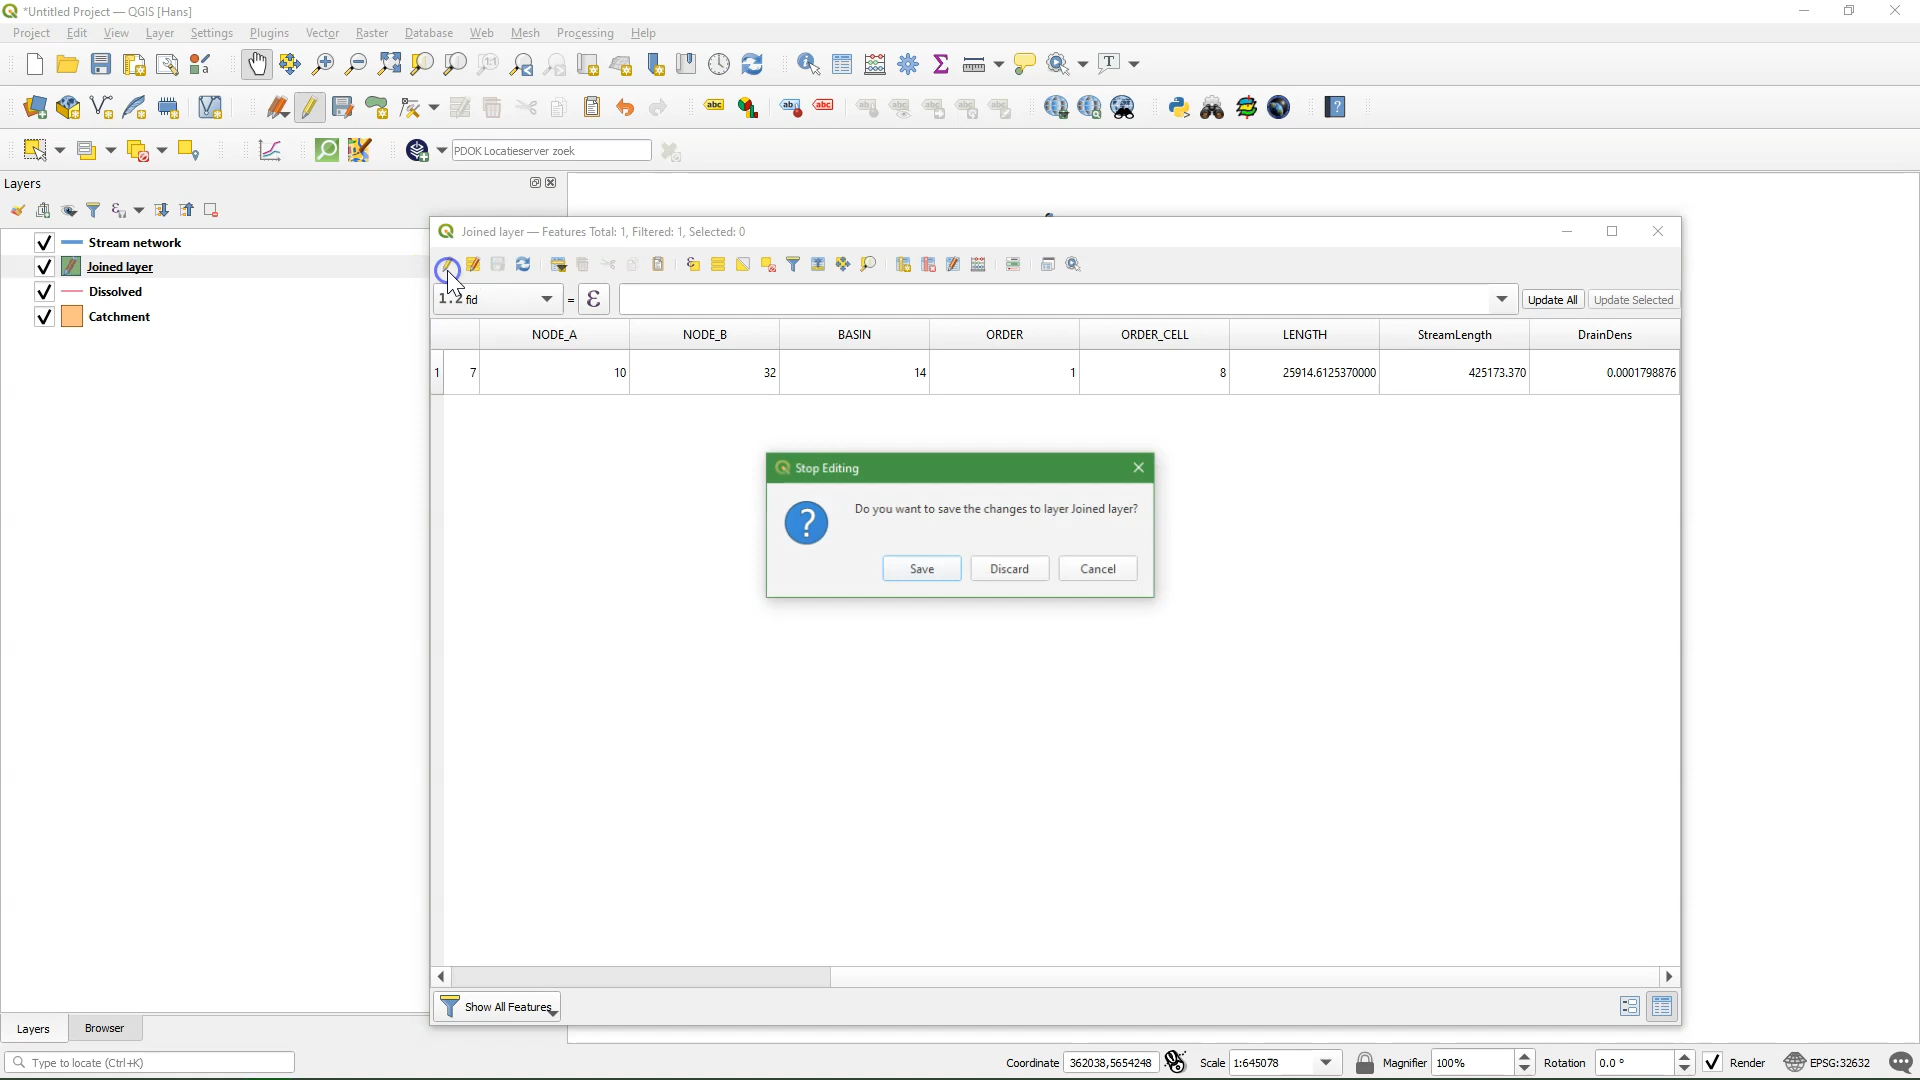 *Untitled Project — QGIS [Hans]
Project Edit View Layer Settings Plugins Vector Raster Database Web Mesh Processing Help
PDOK Locatieserver zoek
Layers
Stream network
Joined layer
Dissolved
Catchment
Joined layer — Features Total: 1, Filtered: 1, Selected: 0
1.2 fid = ε Update All Update Selected
NODE_A NODE_B BASIN ORDER ORDER_CELL LENGTH StreamLength DrainDens
1 7 10 32 14 1 8 25914.6125370000 425173.370 0.0001798876
Stop Editing
Do you want to save the changes to layer Joined layer?
Save Discard Cancel
Show All Features
Layers Browser
Type to locate (Ctrl+K) Coordinate 362038,5654248 Scale 1:645078 Magnifier 100% Rotation 0.0 ° Render EPSG:32632